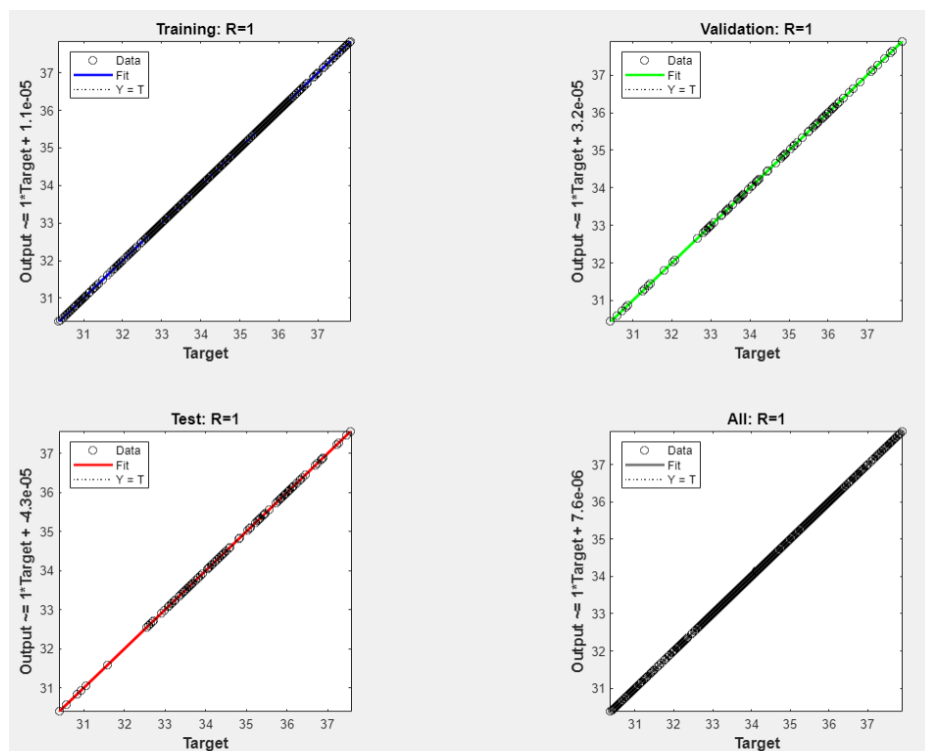 Training: R=1
Output ~= 1*Target + 1.1e-05
Data
Fit
Y = T
37
36
35
34
33
32
31
31 32 33 34 35 36 37
Target
Validation: R=1
Output ~= 1*Target + 3.2e-05
Data
Fit
Y = T
37
36
35
34
33
32
31
31 32 33 34 35 36 37
Target
Test: R=1
Output ~= 1*Target + -4.3e-05
Data
Fit
Y = T
37
36
35
34
33
32
31
31 32 33 34 35 36 37
Target
All: R=1
Output ~= 1*Target + 7.6e-06
Data
Fit
Y = T
37
36
35
34
33
32
31
31 32 33 34 35 36 37
Target